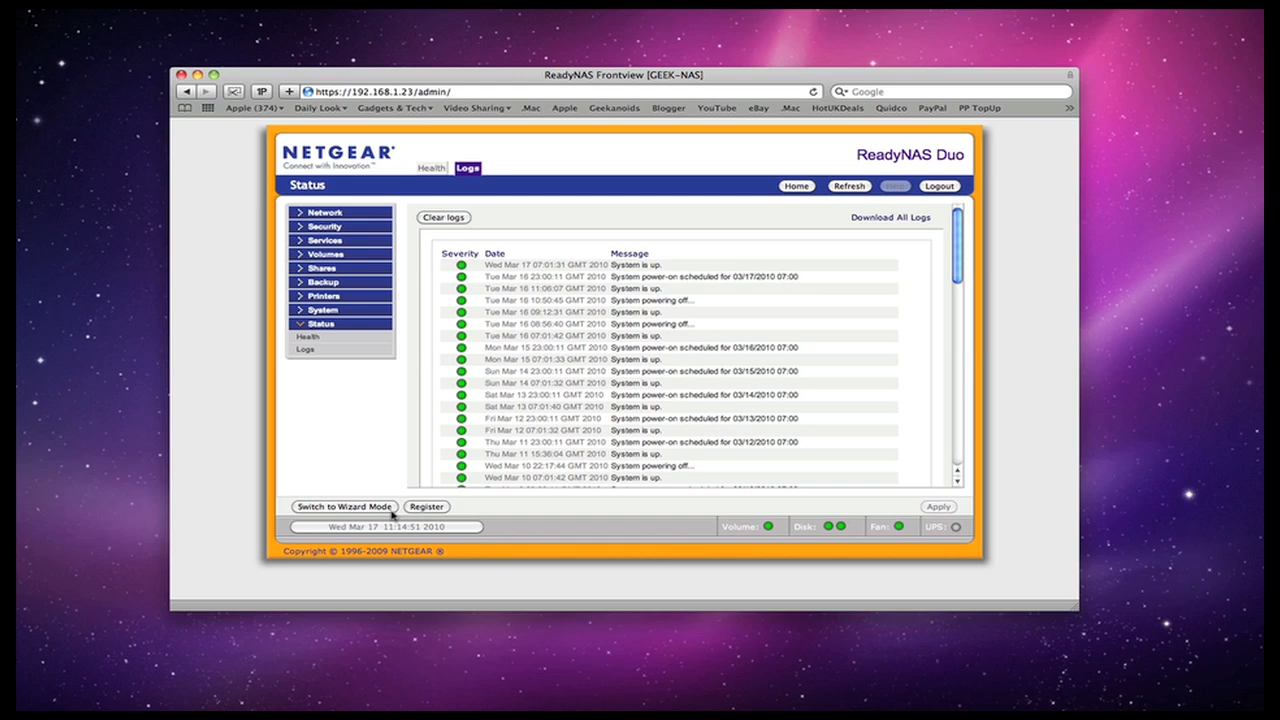 ReadyNAS Frontview [GEEK-NAS]
1P https://192.168.1.23/admin/ Google
Apple (374) Daily Look Gadgets & Tech Video Sharing .Mac Apple Geekanoids Blogger YouTube eBay .Mac HotUKDeals Quidco PayPal PP TopUp
NETGEAR®
Connect with Innovation™
Health Logs
ReadyNAS Duo
Status Home Refresh Help Logout
Network
Security
Services
Volumes
Shares
Backup
Printers
System
Status
Health
Logs
Clear logs Download All Logs
Severity Date Message
Wed Mar 17 07:01:31 GMT 2010 System is up.
Tue Mar 16 23:00:11 GMT 2010 System power-on scheduled for 03/17/2010 07:00
Tue Mar 16 11:06:07 GMT 2010 System is up.
Tue Mar 16 10:50:45 GMT 2010 System powering off...
Tue Mar 16 09:12:31 GMT 2010 System is up.
Tue Mar 16 08:56:40 GMT 2010 System powering off...
Tue Mar 16 07:01:42 GMT 2010 System is up.
Mon Mar 15 23:00:11 GMT 2010 System power-on scheduled for 03/16/2010 07:00
Mon Mar 15 07:01:33 GMT 2010 System is up.
Sun Mar 14 23:00:11 GMT 2010 System power-on scheduled for 03/15/2010 07:00
Sun Mar 14 07:01:32 GMT 2010 System is up.
Sat Mar 13 23:00:11 GMT 2010 System power-on scheduled for 03/14/2010 07:00
Sat Mar 13 07:01:40 GMT 2010 System is up.
Fri Mar 12 23:00:11 GMT 2010 System power-on scheduled for 03/13/2010 07:00
Fri Mar 12 07:01:32 GMT 2010 System is up.
Thu Mar 11 23:00:11 GMT 2010 System power-on scheduled for 03/12/2010 07:00
Thu Mar 11 15:36:04 GMT 2010 System is up.
Wed Mar 10 22:17:44 GMT 2010 System powering off...
Wed Mar 10 07:01:42 GMT 2010 System is up.
Switch to Wizard Mode Register Apply
Wed Mar 17 11:14:51 2010 Volume: Disk: Fan: UPS:
Copyright © 1996-2009 NETGEAR ®